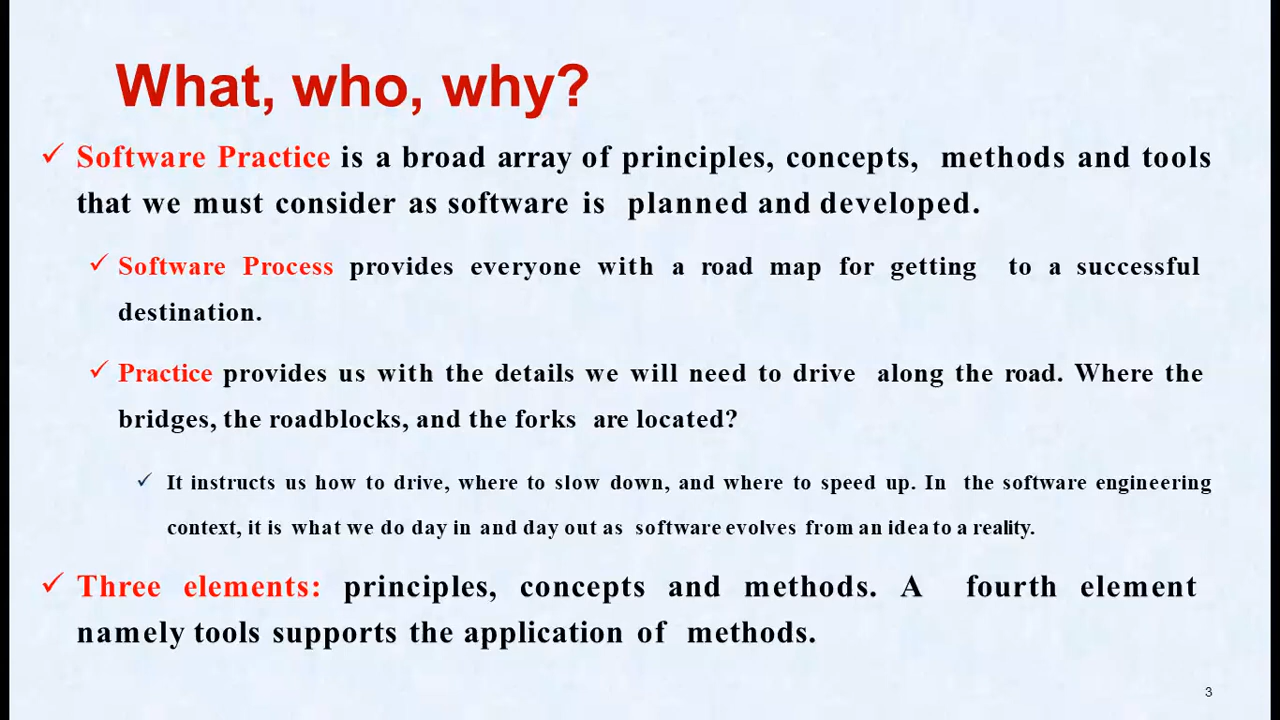 What, who, why?
✓ Software Practice is a broad array of principles, concepts, methods and tools
that we must consider as software is planned and developed.
✓ Software Process provides everyone with a road map for getting to a successful
destination.
✓ Practice provides us with the details we will need to drive along the road. Where the
bridges, the roadblocks, and the forks are located?
✓ It instructs us how to drive, where to slow down, and where to speed up. In the software engineering
context, it is what we do day in and day out as software evolves from an idea to a reality.
✓ Three elements: principles, concepts and methods. A fourth element
namely tools supports the application of methods.
3